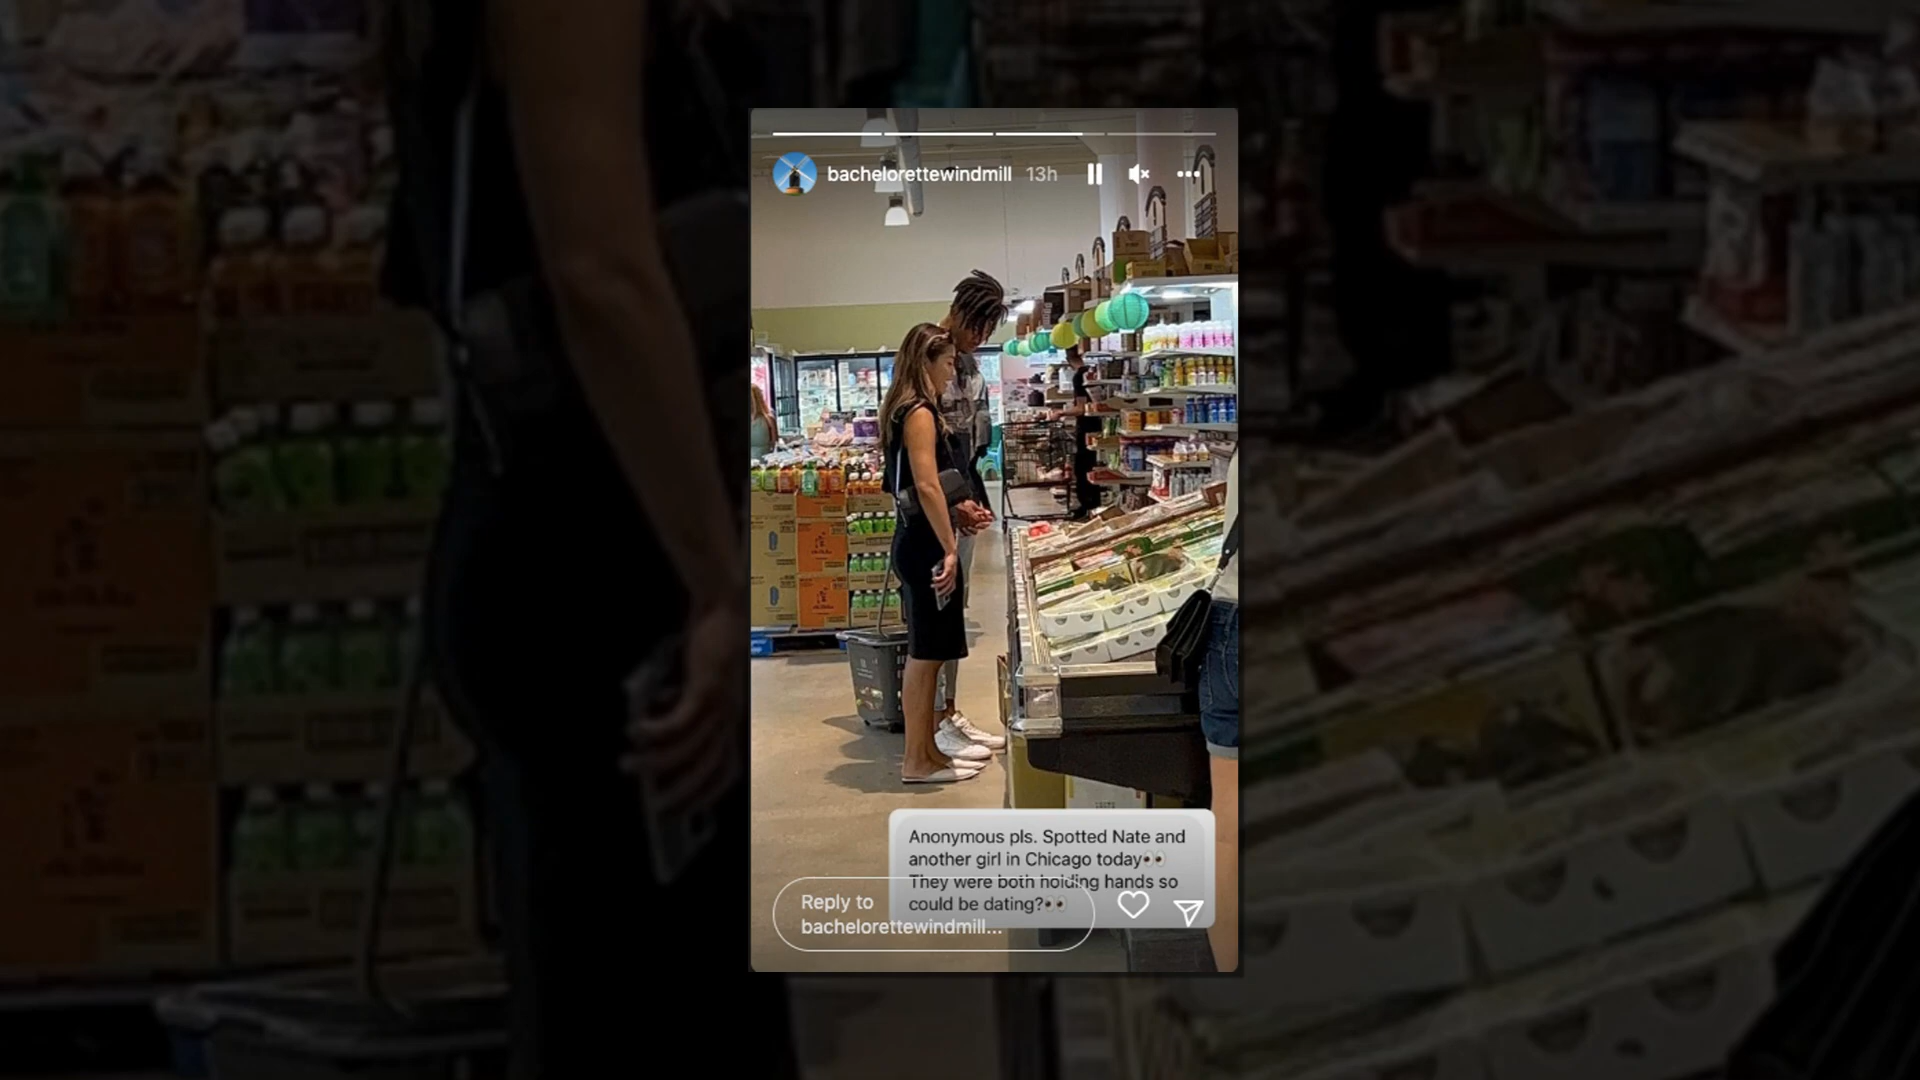 bachelorettewindmill 13h
Anonymous pls. Spotted Nate and
another girl in Chicago today👀
They were both holding hands so
could be dating?👀
Reply to
bachelorettewindmill...